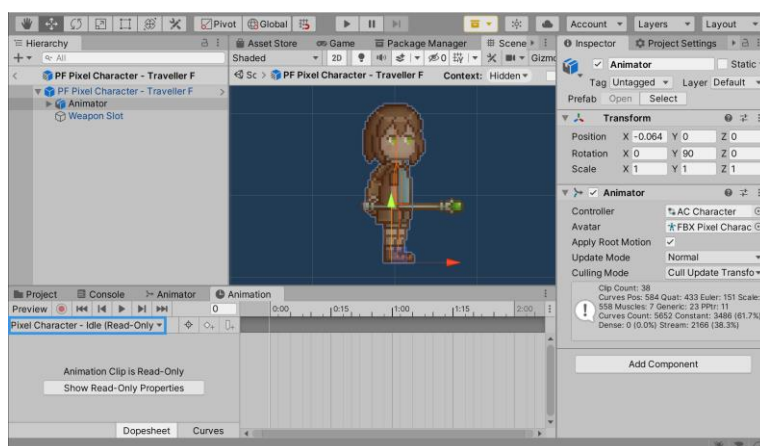 Pivot Global Account Layers Layout
Hierarchy Asset Store Game Package Manager Scene Inspector Project Settings
All Shaded 2D 0 Gizmo Animator Static
PF Pixel Character - Traveller F Sc > PF Pixel Character - Traveller F Context: Hidden Tag Untagged Layer Default
PF Pixel Character - Traveller F Prefab Open Select
Animator Transform
Weapon Slot Position X -0.064 Y 0 Z 0
Rotation X 0 Y 90 Z 0
Scale X 1 Y 1 Z 1
Animator
Controller AC Character
Avatar FBX Pixel Charac
Apply Root Motion
Update Mode Normal
Culling Mode Cull Update Transfo
Project Console Animator Animation
Clip Count: 38
Curves Pos: 584 Quat: 433 Euler: 151 Scale:
558 Muscles: 7 Generic: 23 PPtr: 11
Curves Count: 5652 Constant: 3486 (61.7%)
Dense: 0 (0.0%) Stream: 2166 (38.3%)
Preview 0 0:00 0:15 1:00 1:15 2:00
Pixel Character - Idle (Read-Only
Add Component
Animation Clip is Read-Only
Show Read-Only Properties
Dopesheet Curves